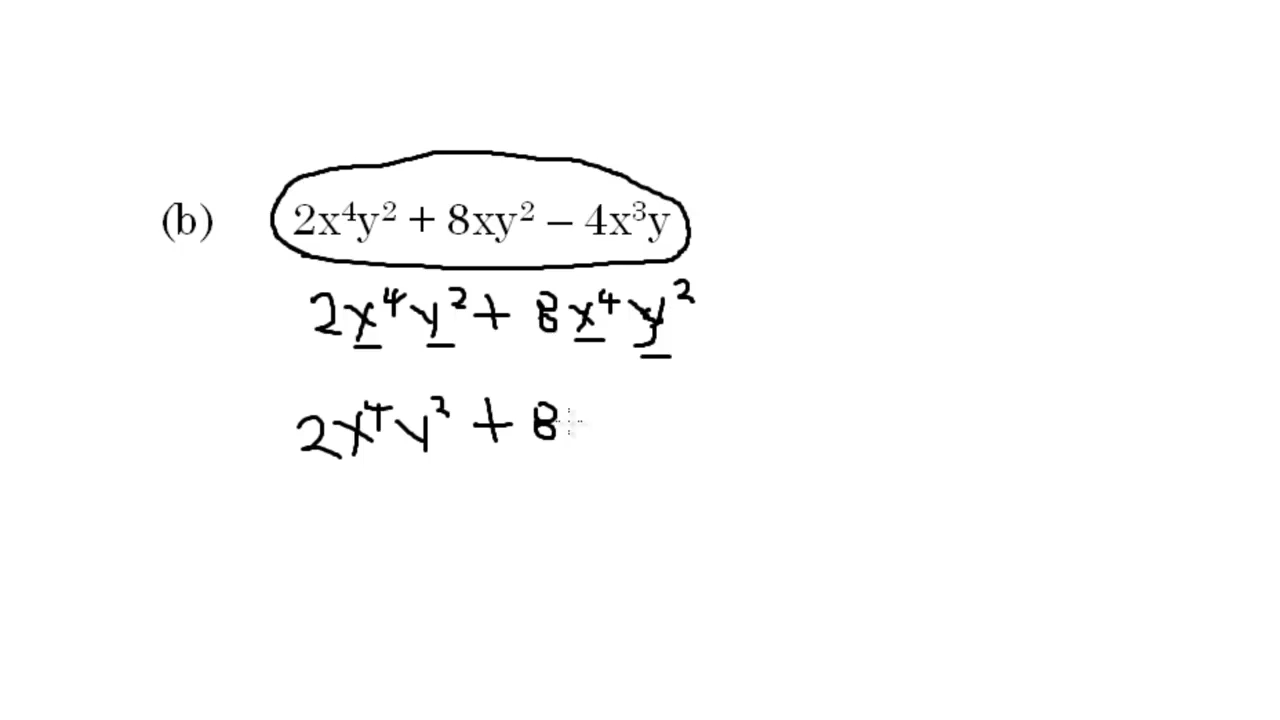 (b) 2x⁴y² + 8xy² – 4x³y
2x⁴y² + 8x⁴y²
2x⁴y² + 8